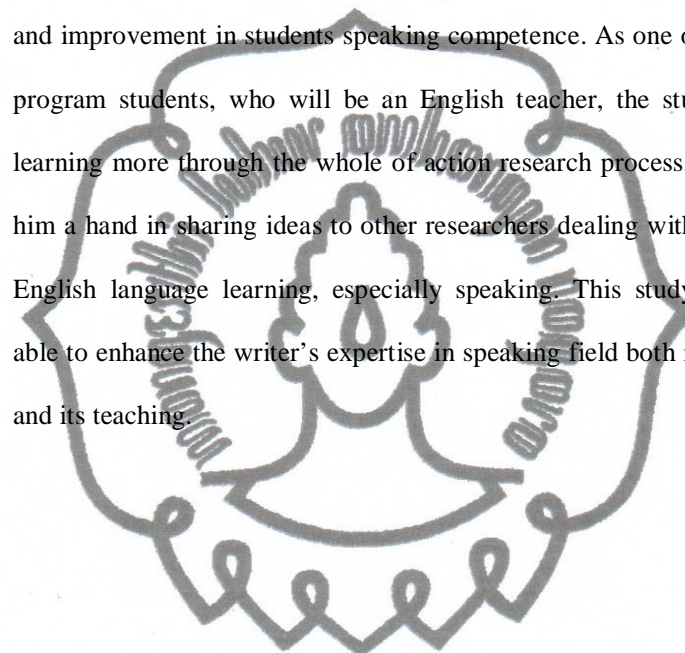 and improvement in students speaking competence. As one
program students, who will be an English teacher, the
learning more through the whole of action research process
him a hand in sharing ideas to other researchers dealing
English language learning, especially speaking. This study
able to enhance the writer's expertise in speaking field both
and its teaching.